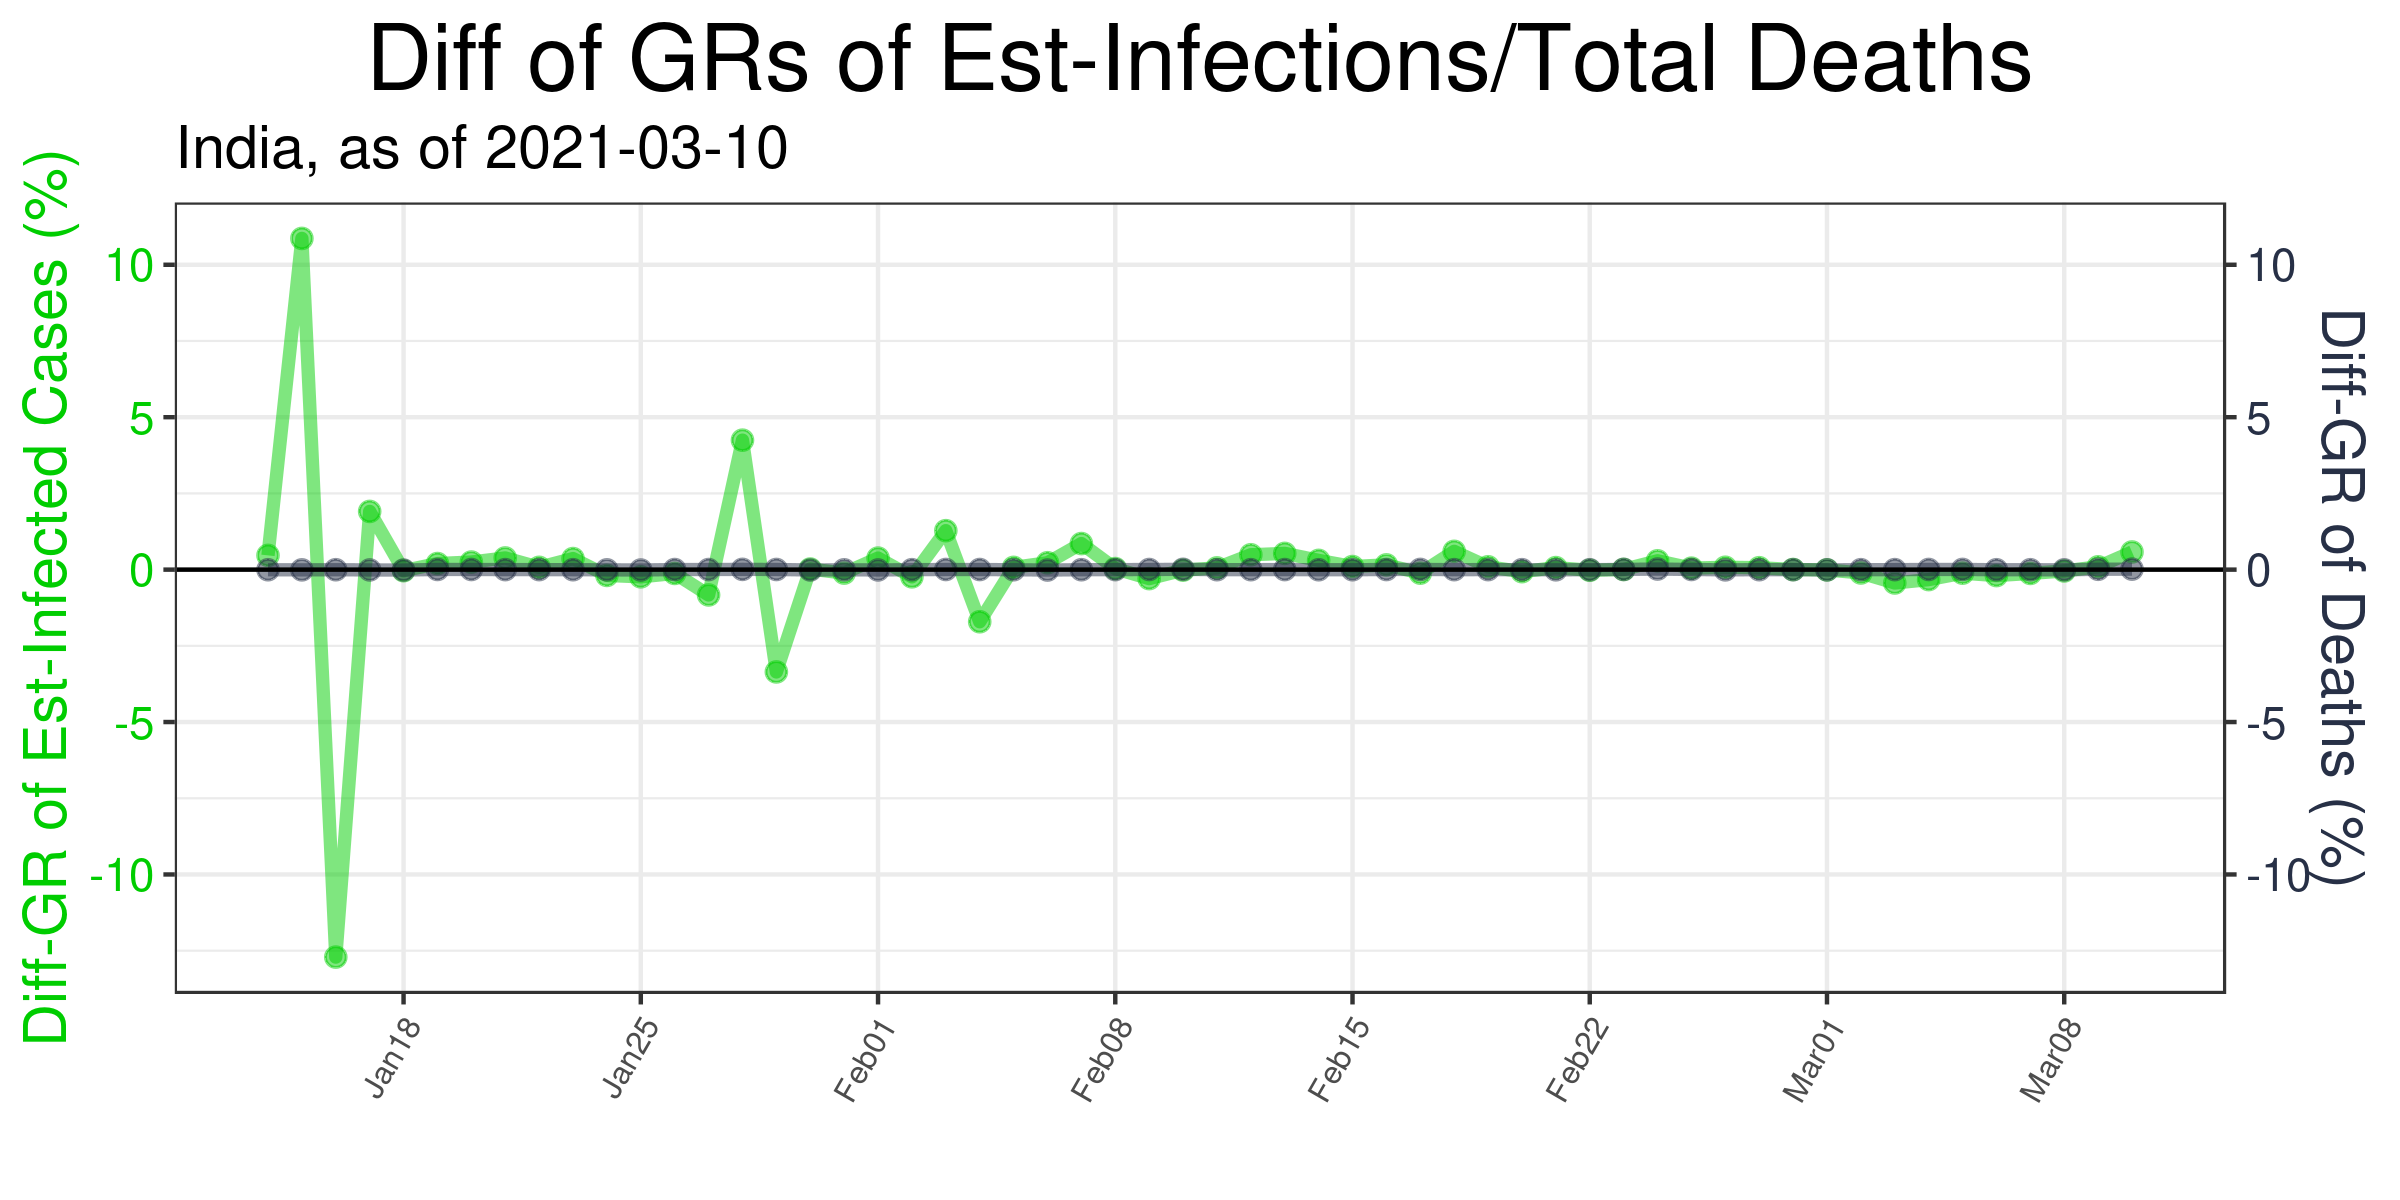 Diff of GRs of Est-Infections/Total Deaths
India, as of 2021-03-10
Diff-GR of Est-Infected Cases (%)
10
5
0
-5
-10
10
5
0
-5
-10
Diff-GR of Deaths (%)
Jan18
Jan25
Feb01
Feb08
Feb15
Feb22
Mar01
Mar08